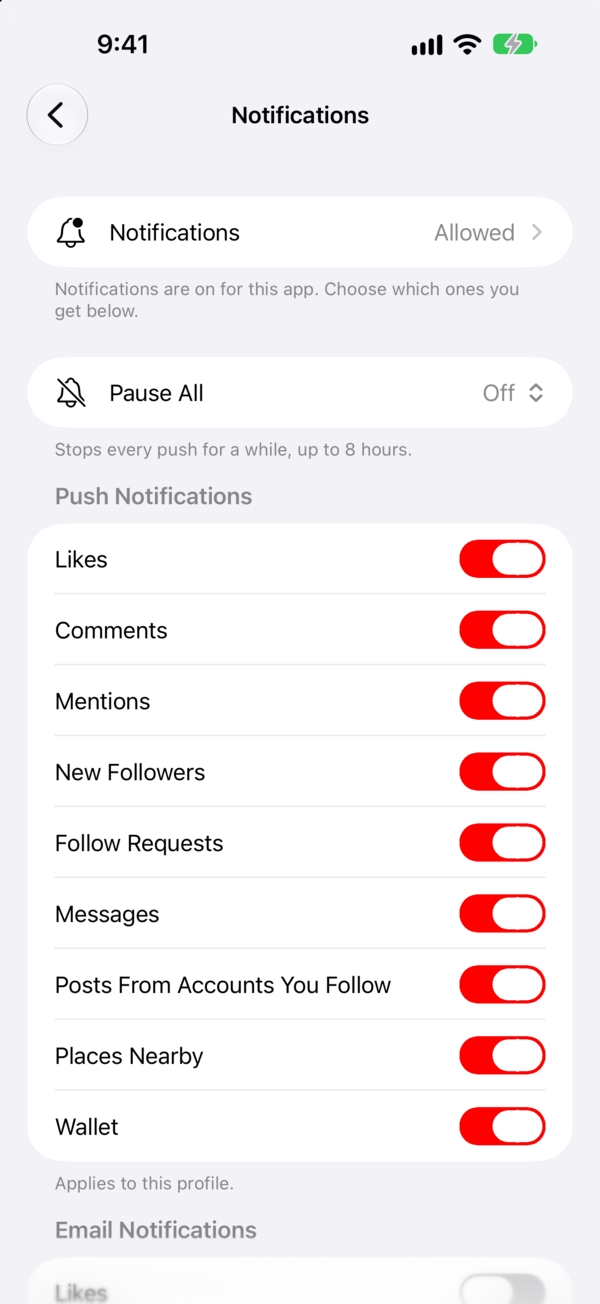 9:41
Notifications
Notifications
Allowed
Notifications are on for this app. Choose which ones you
get below.
Pause All
Off
Stops every push for a while, up to 8 hours.
Push Notifications
Likes
Comments
Mentions
New Followers
Follow Requests
Messages
Posts From Accounts You Follow
Places Nearby
Wallet
Applies to this profile.
Email Notifications
Likes